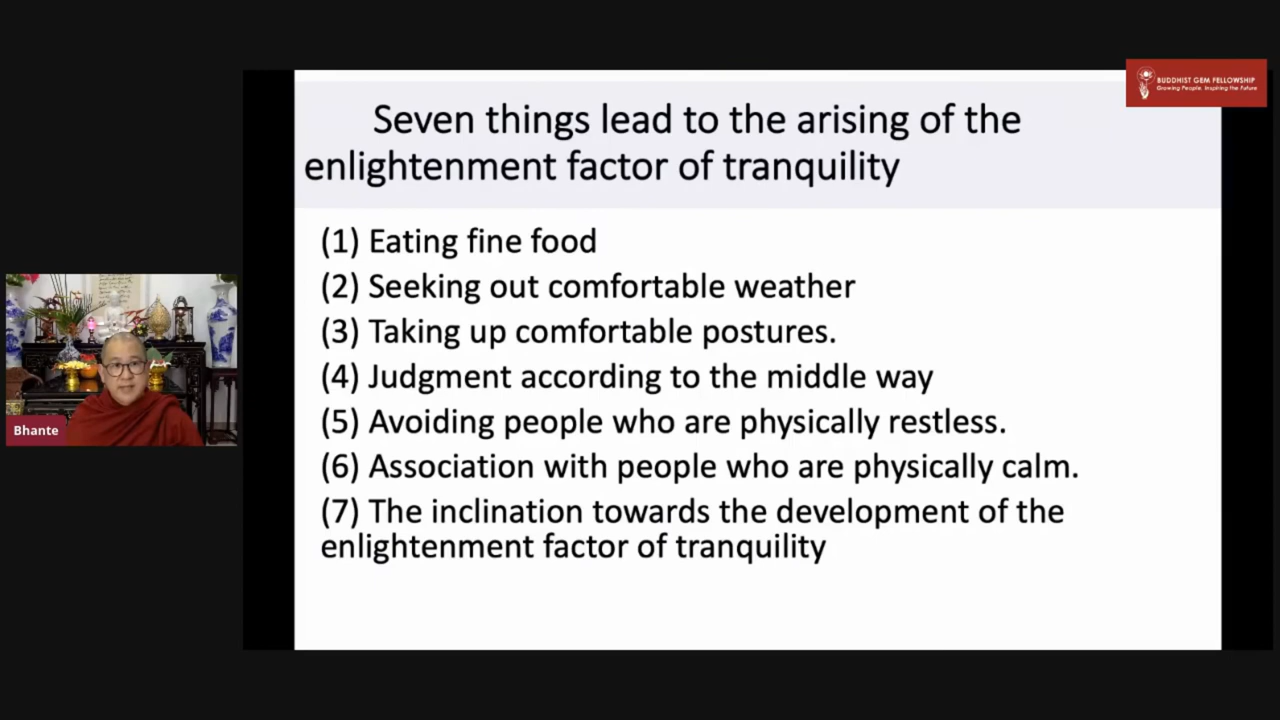 BUDDHIST GEM FELLOWSHIP
Growing People. Inspiring the Future
Seven things lead to the arising of the
enlightenment factor of tranquility
(1) Eating fine food
(2) Seeking out comfortable weather
(3) Taking up comfortable postures.
(4) Judgment according to the middle way
(5) Avoiding people who are physically restless.
(6) Association with people who are physically calm.
(7) The inclination towards the development of the
enlightenment factor of tranquility
Bhante